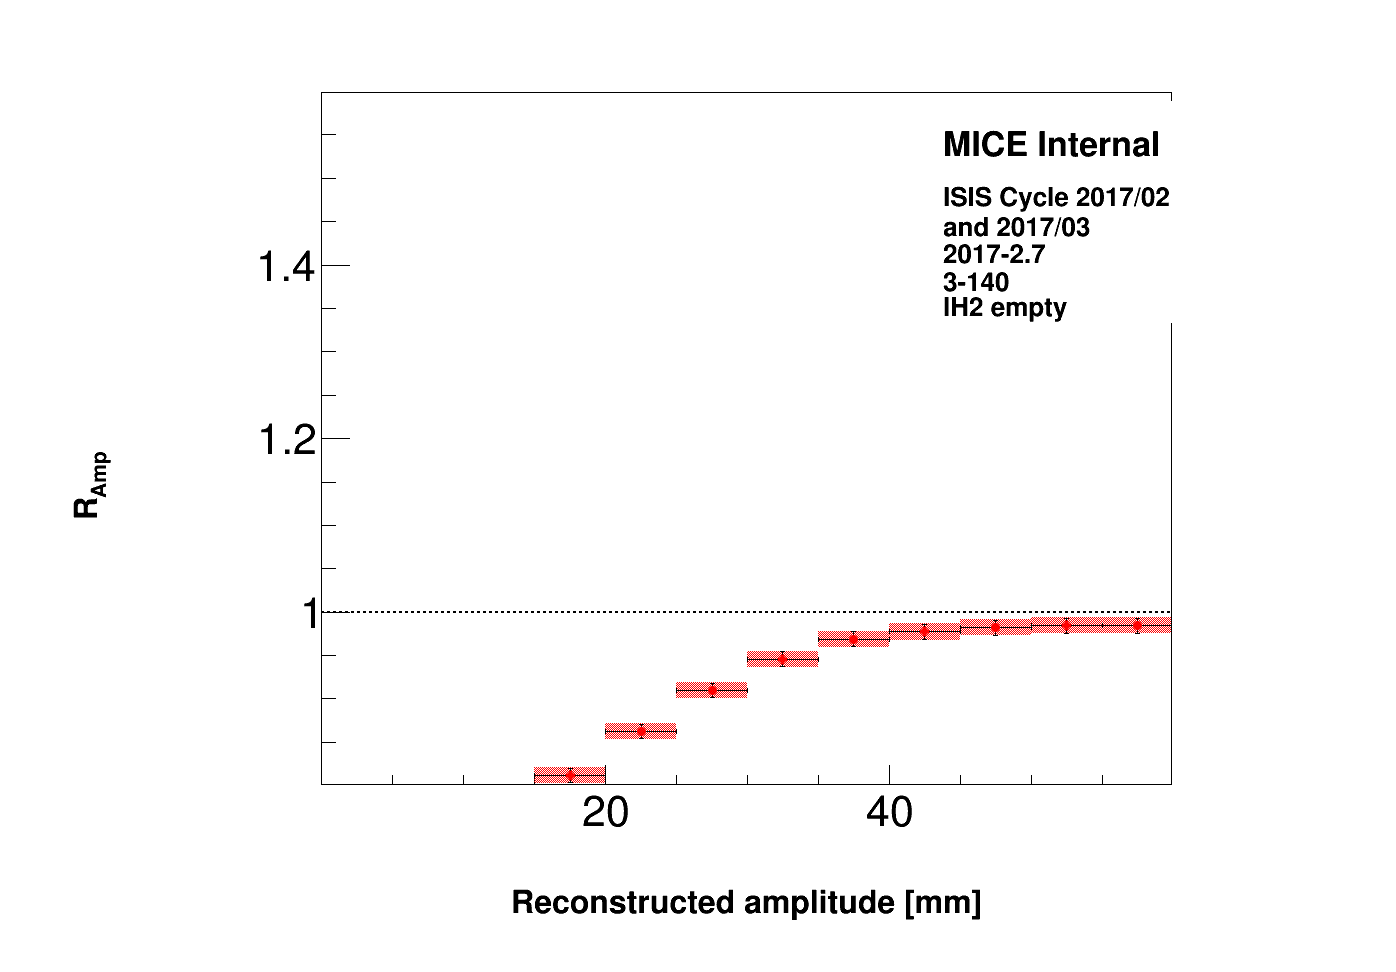 MICE Internal
ISIS Cycle 2017/02
and 2017/03
2017-2.7
3-140
lH2 empty
1.4
1.2
1
R_Amp
20
40
Reconstructed amplitude [mm]